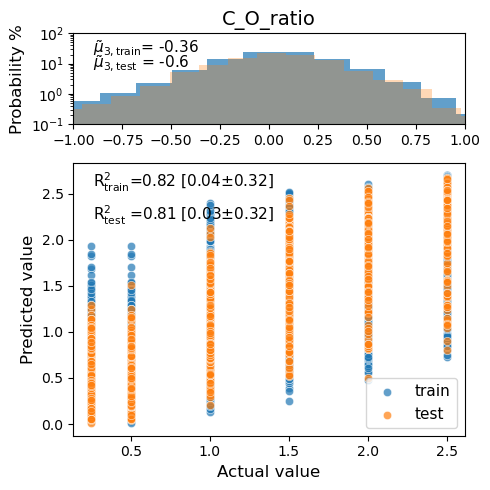 C_O_ratio
Probability %
10² 10¹ 10⁰ 10⁻¹
μ̃₃,train= -0.36
μ̃₃,test = -0.6
−1.00 −0.75 −0.50 −0.25 0.00 0.25 0.50 0.75 1.00
Predicted value
2.5 2.0 1.5 1.0 0.5 0.0
R²train=0.82 [0.04±0.32]
R²test =0.81 [0.03±0.32]
train
test
0.5 1.0 1.5 2.0 2.5
Actual value